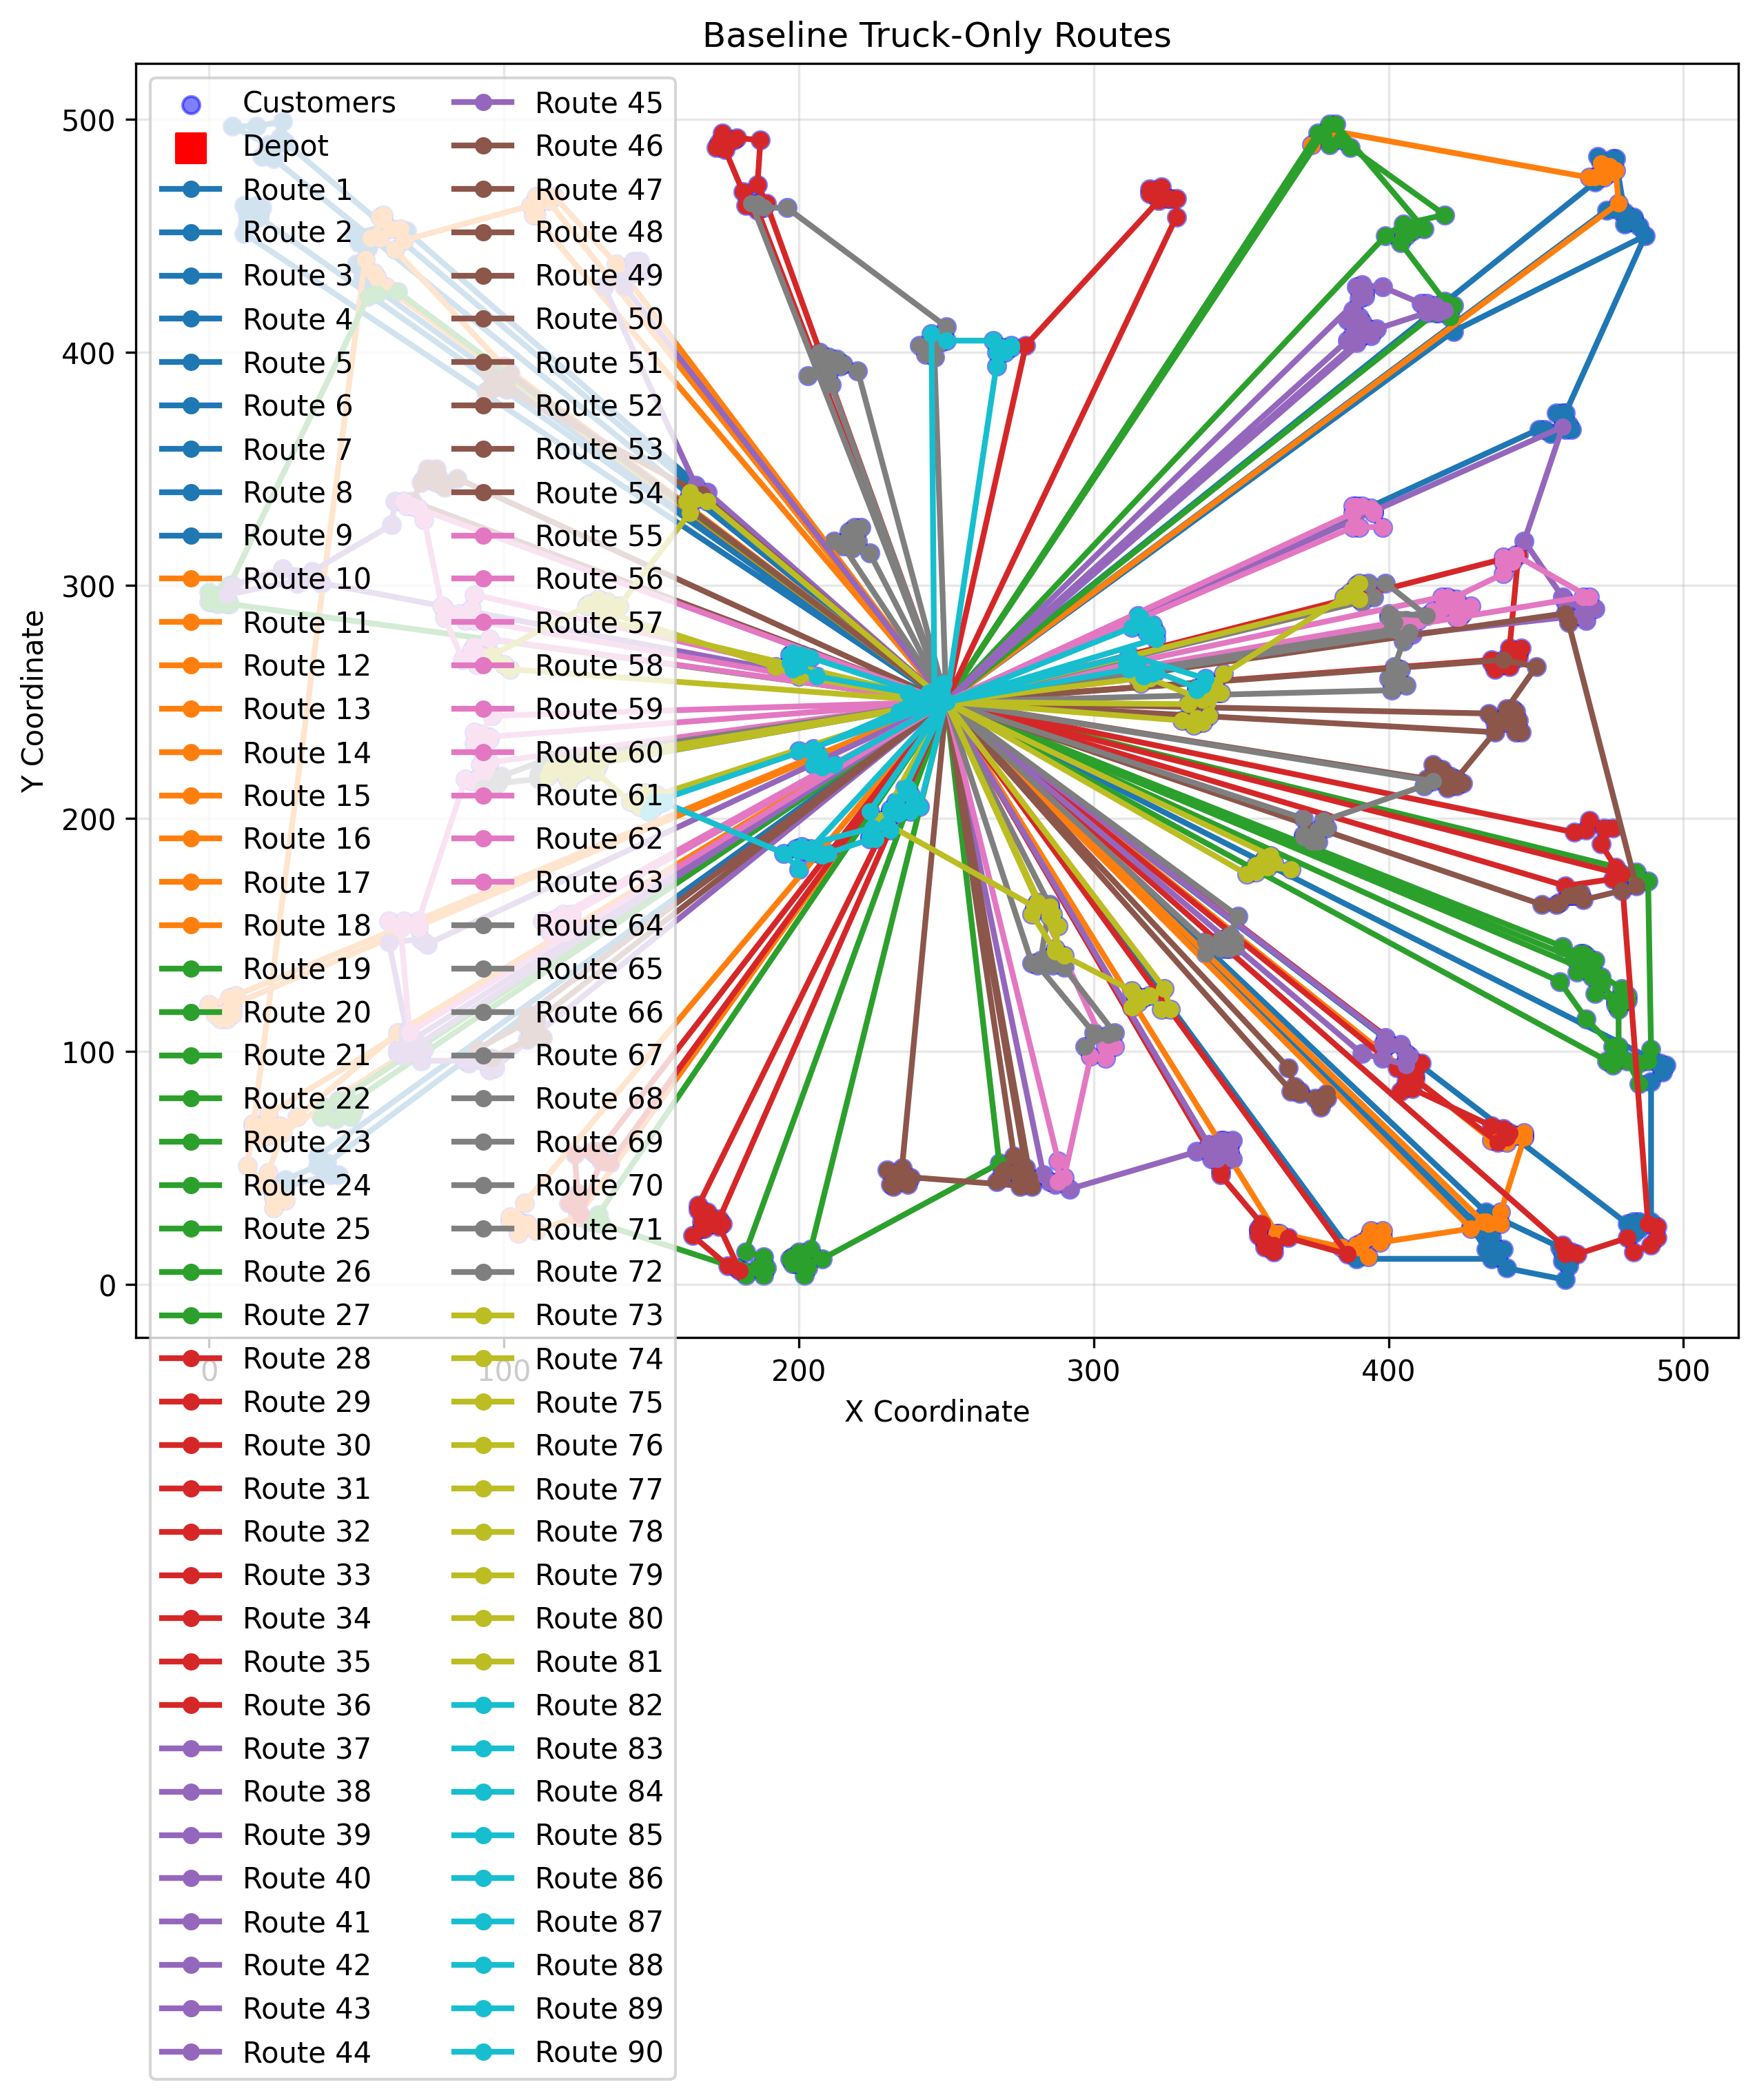 Baseline Truck-Only Routes
Customers
Depot
Route 1
Route 2
Route 3
Route 4
Route 5
Route 6
Route 7
Route 8
Route 9
Route 10
Route 11
Route 12
Route 13
Route 14
Route 15
Route 16
Route 17
Route 18
Route 19
Route 20
Route 21
Route 22
Route 23
Route 24
Route 25
Route 26
Route 27
Route 28
Route 29
Route 30
Route 31
Route 32
Route 33
Route 34
Route 35
Route 36
Route 37
Route 38
Route 39
Route 40
Route 41
Route 42
Route 43
Route 44
Route 45
Route 46
Route 47
Route 48
Route 49
Route 50
Route 51
Route 52
Route 53
Route 54
Route 55
Route 56
Route 57
Route 58
Route 59
Route 60
Route 61
Route 62
Route 63
Route 64
Route 65
Route 66
Route 67
Route 68
Route 69
Route 70
Route 71
Route 72
Route 73
Route 74
Route 75
Route 76
Route 77
Route 78
Route 79
Route 80
Route 81
Route 82
Route 83
Route 84
Route 85
Route 86
Route 87
Route 88
Route 89
Route 90
Y Coordinate
500
400
300
200
100
0
0 100 200 300 400 500
X Coordinate